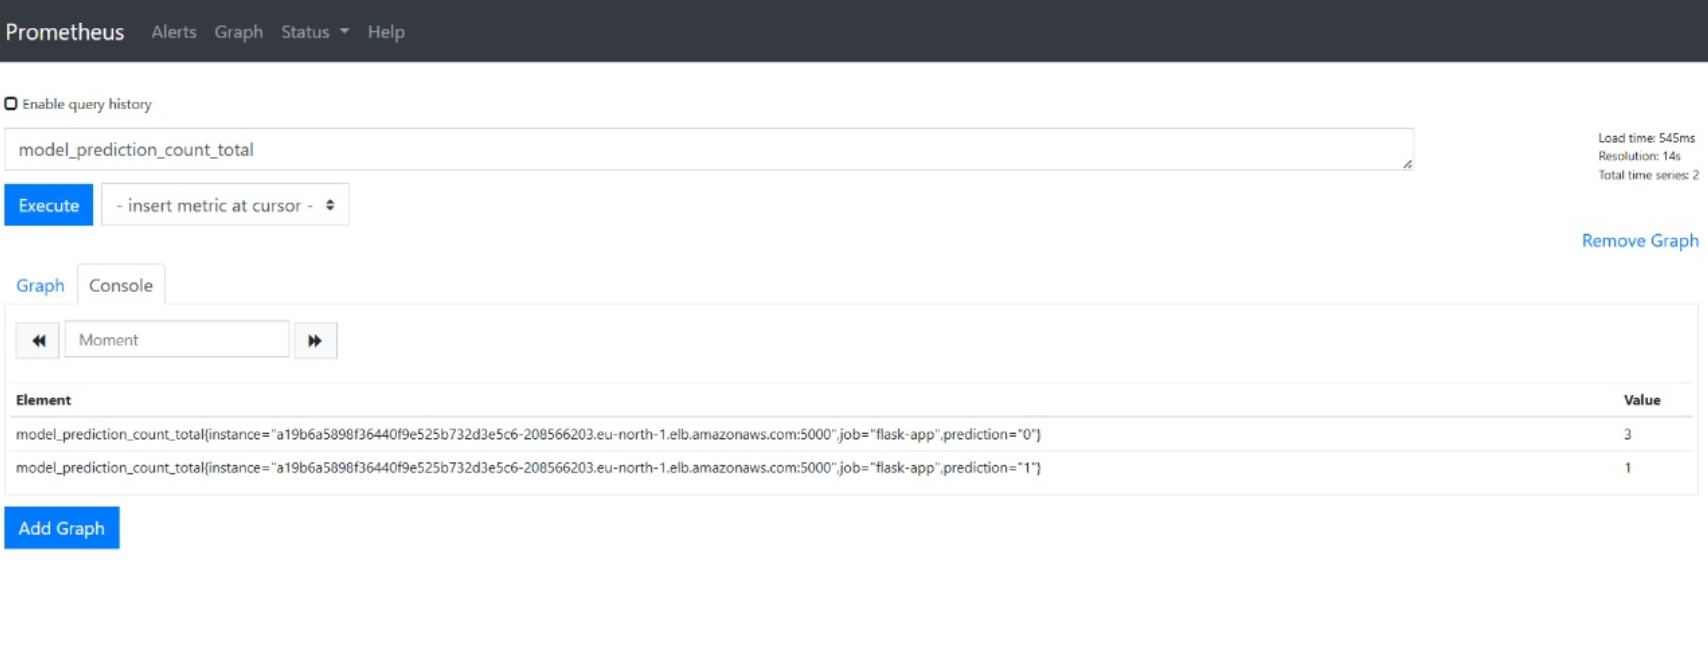 Prometheus Alerts Graph Status Help
Enable query history
model_prediction_count_total
Load time: 545ms
Resolution: 14s
Total time series: 2
Execute - insert metric at cursor -
Remove Graph
Graph Console
Moment
Element Value
model_prediction_count_total{instance="a19b6a5898f36440f9e525b732d3e5c6-208566203.eu-north-1.elb.amazonaws.com:5000",job="flask-app",prediction="0"} 3
model_prediction_count_total{instance="a19b6a5898f36440f9e525b732d3e5c6-208566203.eu-north-1.elb.amazonaws.com:5000",job="flask-app",prediction="1"} 1
Add Graph